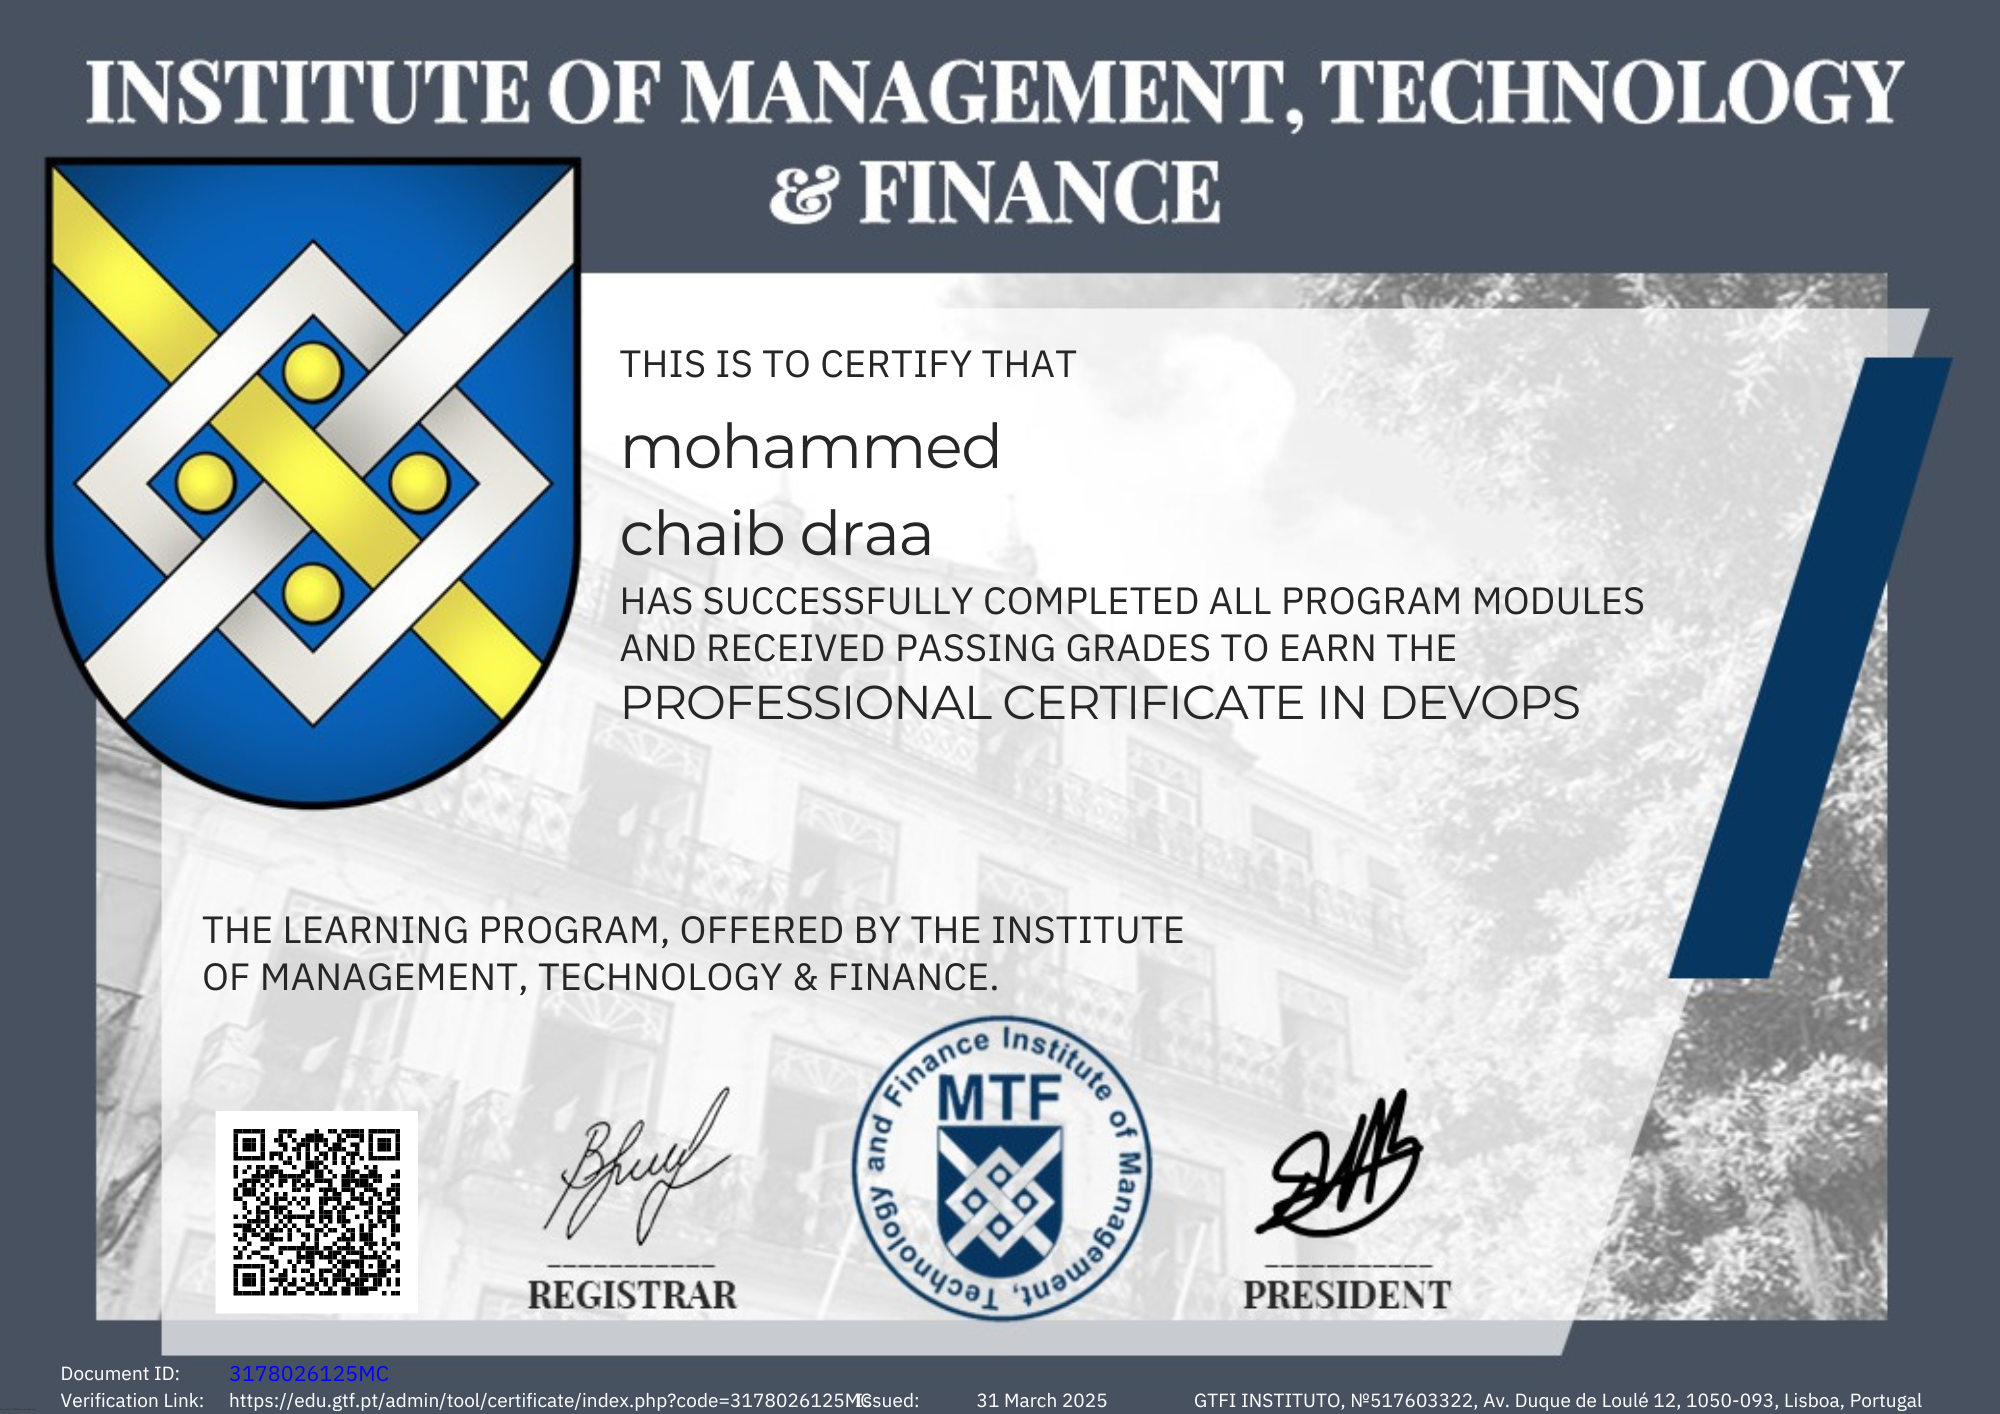 INSTITUTE OF MANAGEMENT, TECHNOLOGY
& FINANCE
THIS IS TO CERTIFY THAT
mohammed
chaib draa
HAS SUCCESSFULLY COMPLETED ALL PROGRAM MODULES
AND RECEIVED PASSING GRADES TO EARN THE
PROFESSIONAL CERTIFICATE IN DEVOPS
THE LEARNING PROGRAM, OFFERED BY THE INSTITUTE
OF MANAGEMENT, TECHNOLOGY & FINANCE.
Institute of Management, Technology and Finance
MTF
REGISTRAR
PRESIDENT
Document ID: 3178026125MC
Verification Link: https://edu.gtf.pt/admin/tool/certificate/index.php?code=3178026125MC Issued: 31 March 2025 GTFI INSTITUTO, Nº517603322, Av. Duque de Loulé 12, 1050-093, Lisboa, Portugal